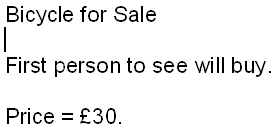 Bicycle for Sale
First person to see will buy.
Price = £30.